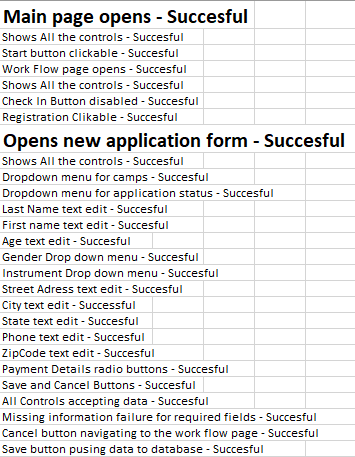 Main page opens - Succesful
Shows All the controls - Succesful
Start button clickable - Succesful
Work Flow page opens - Succesful
Shows All the controls - Succesful
Check In Button disabled - Succesful
Registration Clikable - Succesful
Opens new application form - Succesful
Shows All the controls - Succesful
Dropdown menu for camps - Succesful
Dropdown menu for application status - Succesful
Last Name text edit - Succesful
First name text edit - Succesful
Age text edit - Succesful
Gender Drop down menu - Succesful
Instrument Drop down menu - Succesful
Street Adress text edit - Succesful
City text edit - Successful
State text edit - Succesful
Phone text edit - Succesful
ZipCode text edit - Succesful
Payment Details radio buttons - Succesful
Save and Cancel Buttons - Succesful
All Controls accepting data - Succesful
Missing information failure for required fields - Succesful
Cancel button navigating to the work flow page - Succesful
Save button pusing data to database - Succesful